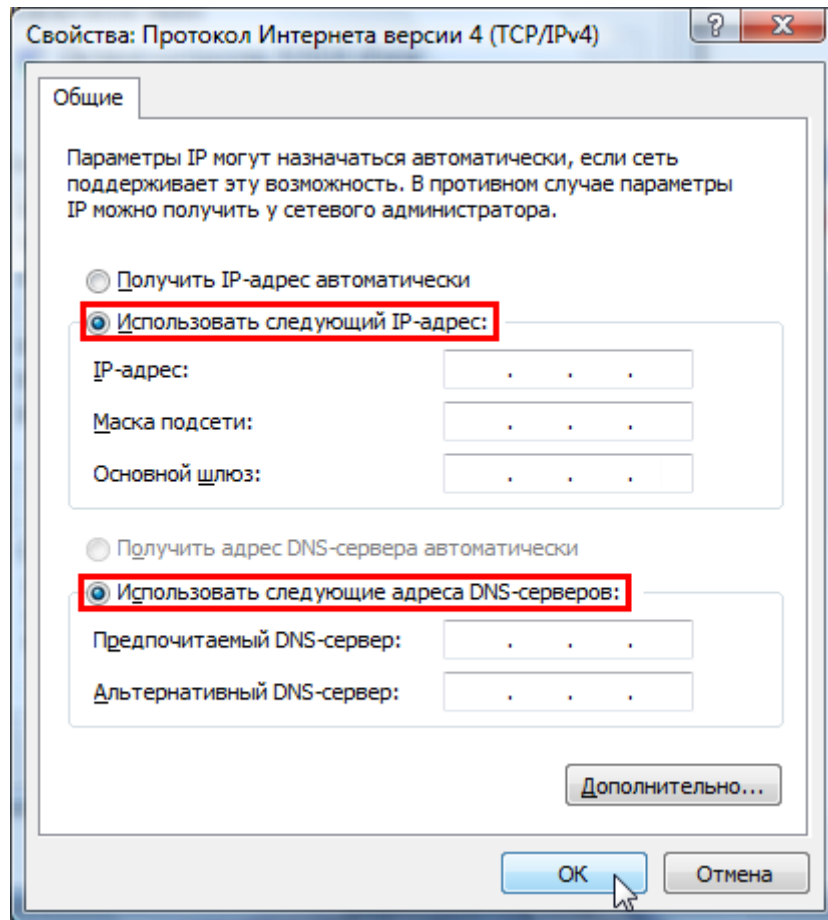 Свойства: Протокол Интернета версии 4 (TCP/IPv4)
?
Общие
Параметры IP могут назначаться автоматически, если сеть
поддерживает эту возможность. В противном случае параметры
IP можно получить у сетевого администратора.
Получить IP-адрес автоматически
Использовать следующий IP-адрес:
IP-адрес: . . .
Маска подсети: . . .
Основной шлюз: . . .
Получить адрес DNS-сервера автоматически
Использовать следующие адреса DNS-серверов:
Предпочитаемый DNS-сервер: . . .
Альтернативный DNS-сервер: . . .
Дополнительно...
ОК Отмена